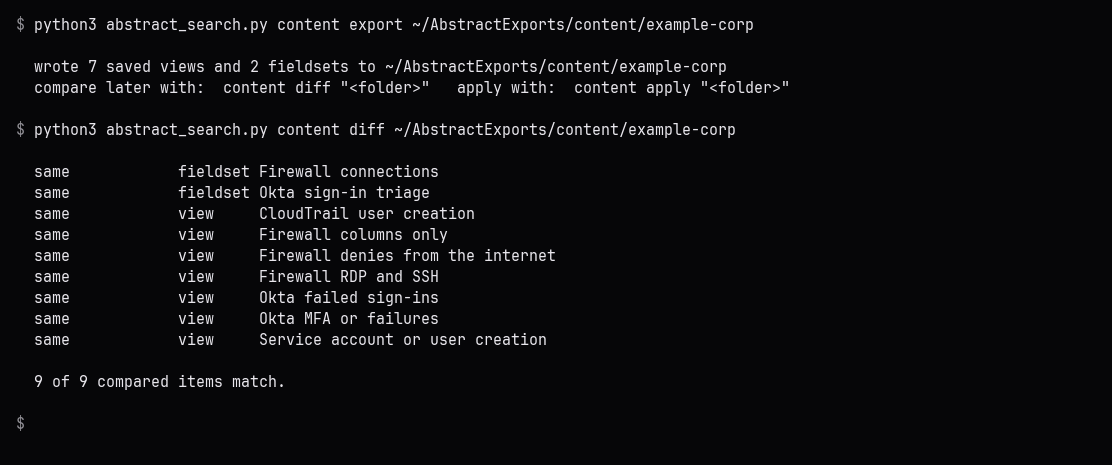 $ python3 abstract_search.py content export ~/AbstractExports/content/example-corp
wrote 7 saved views and 2 fieldsets to ~/AbstractExports/content/example-corp
compare later with:  content diff "<folder>"   apply with:  content apply "<folder>"
$ python3 abstract_search.py content diff ~/AbstractExports/content/example-corp
same            fieldset Firewall connections
same            fieldset Okta sign-in triage
same            view     CloudTrail user creation
same            view     Firewall columns only
same            view     Firewall denies from the internet
same            view     Firewall RDP and SSH
same            view     Okta failed sign-ins
same            view     Okta MFA or failures
same            view     Service account or user creation
9 of 9 compared items match.
$